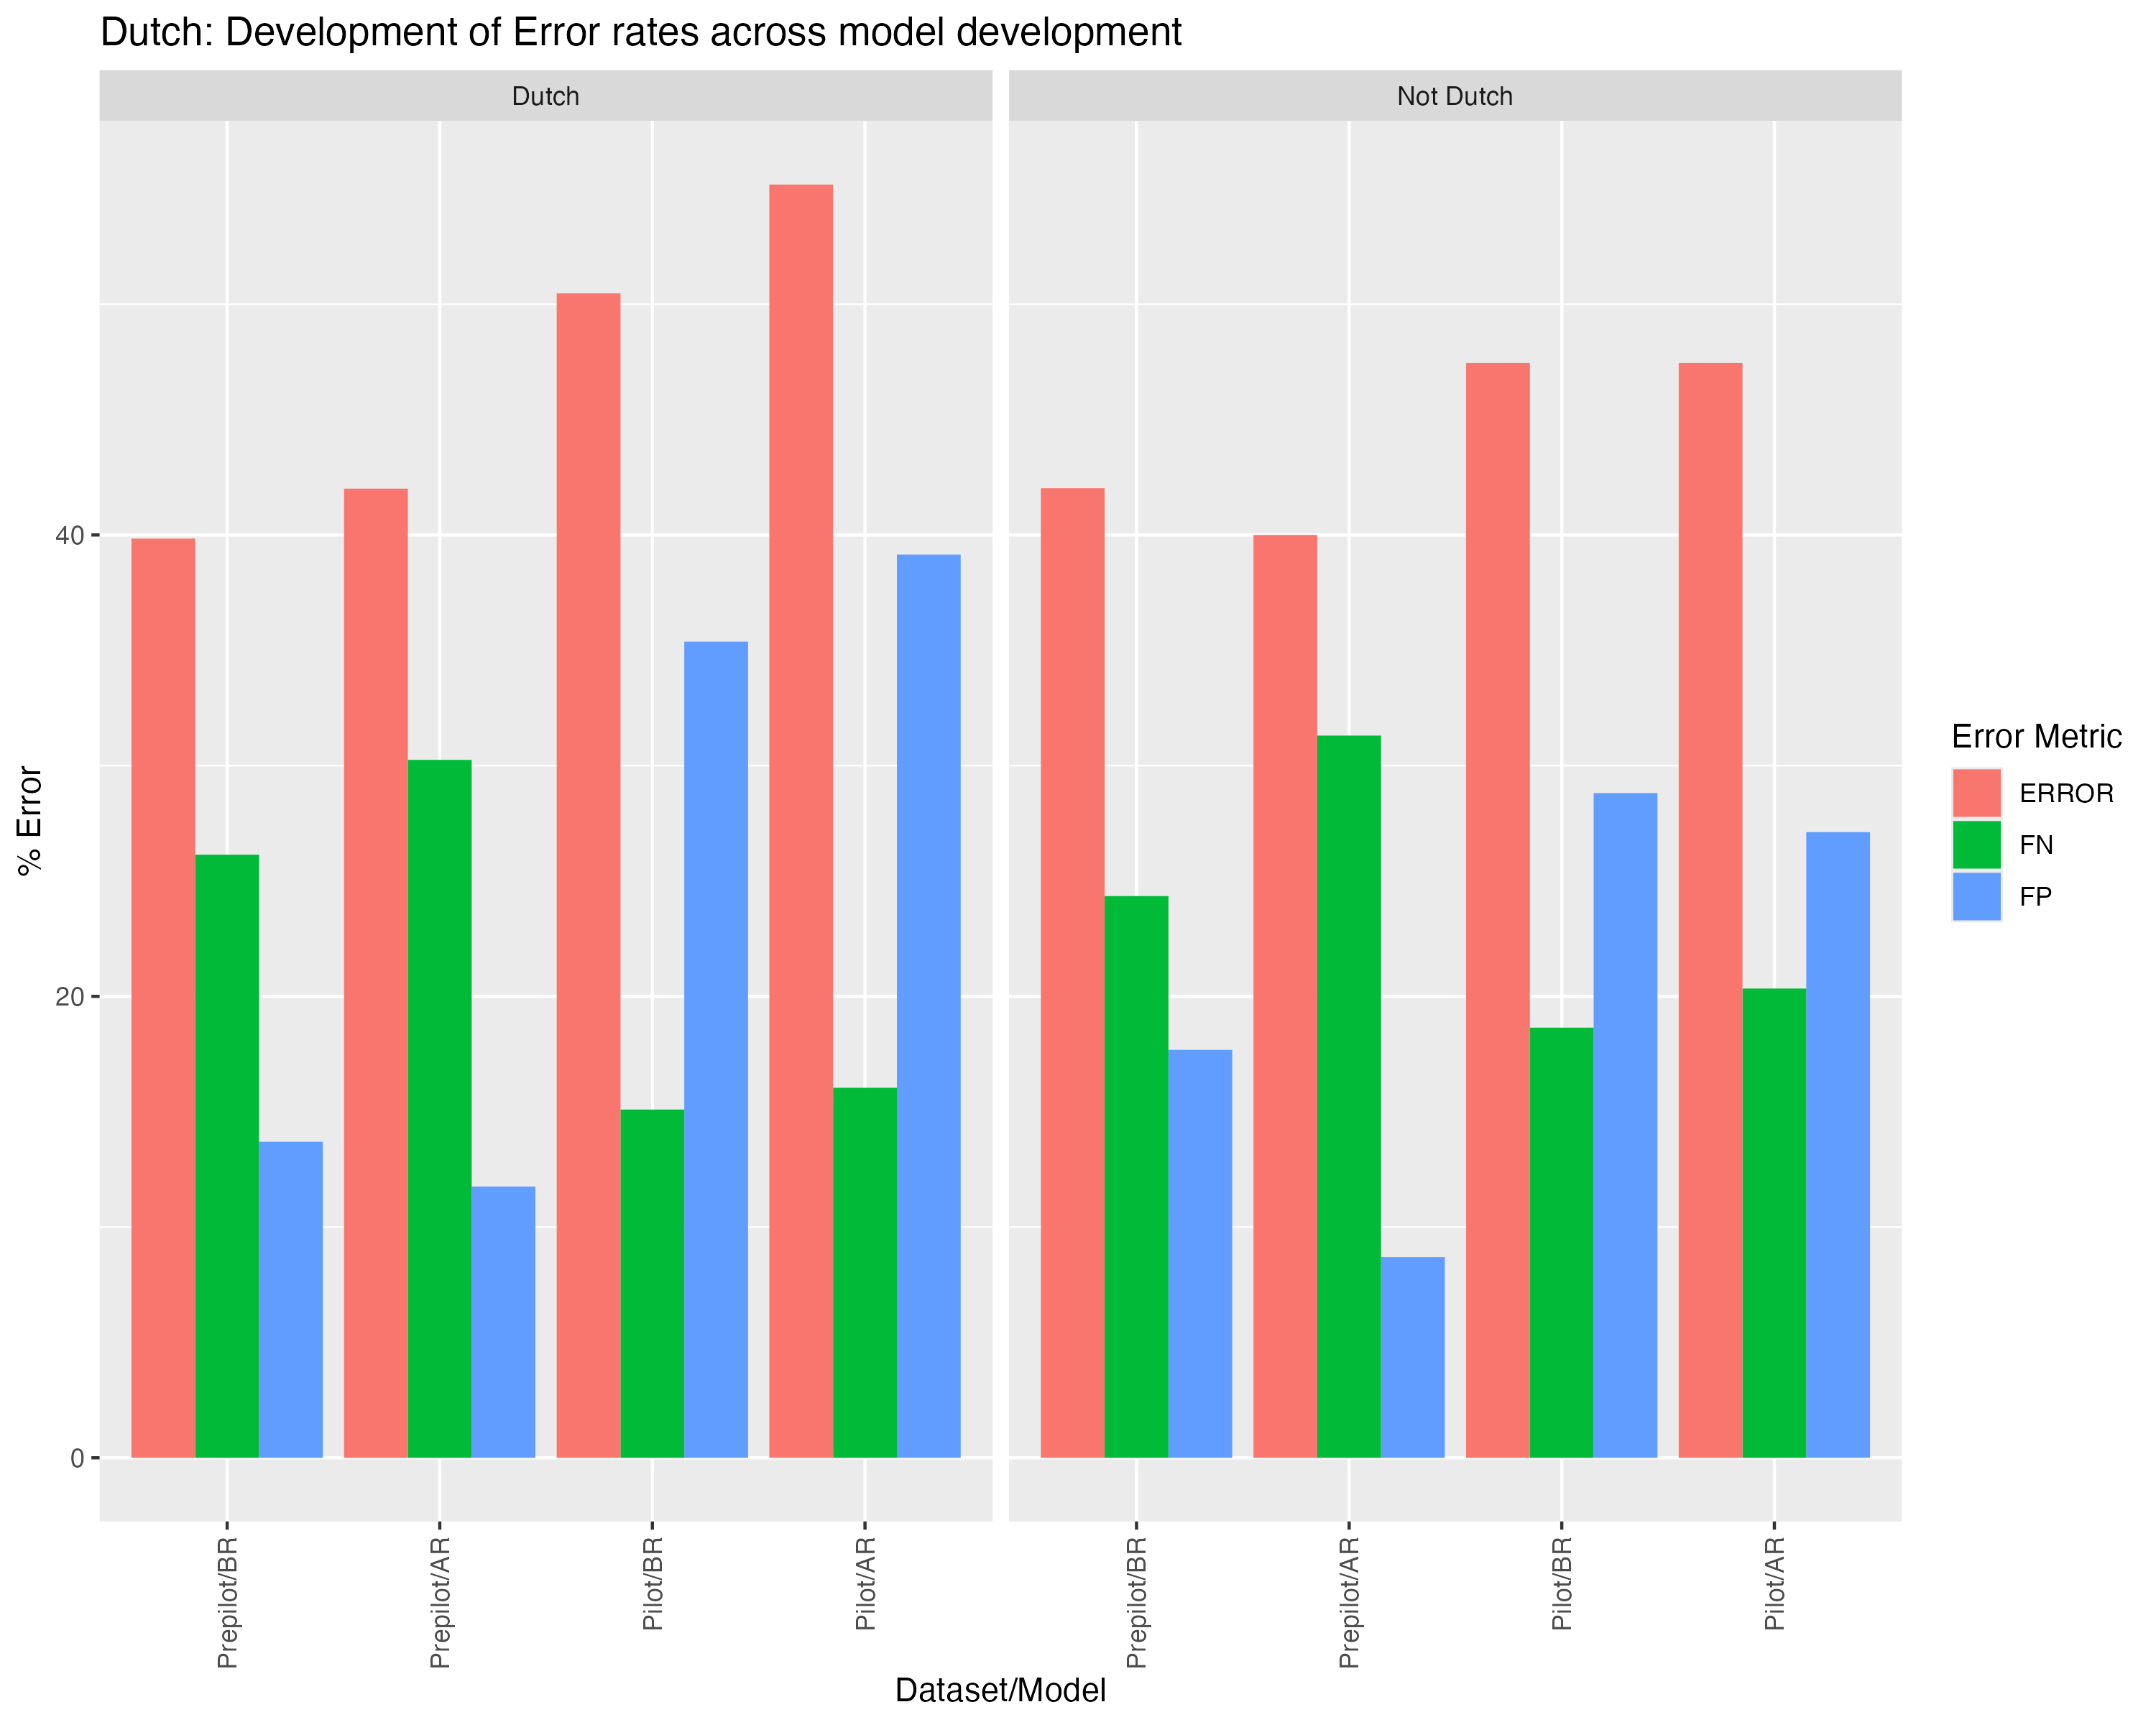 Dutch: Development of Error rates across model development
Dutch
Not Dutch
% Error
40
20
0
Prepilot/BR
Prepilot/AR
Pilot/BR
Pilot/AR
Prepilot/BR
Prepilot/AR
Pilot/BR
Pilot/AR
Dataset/Model
Error Metric
ERROR
FN
FP